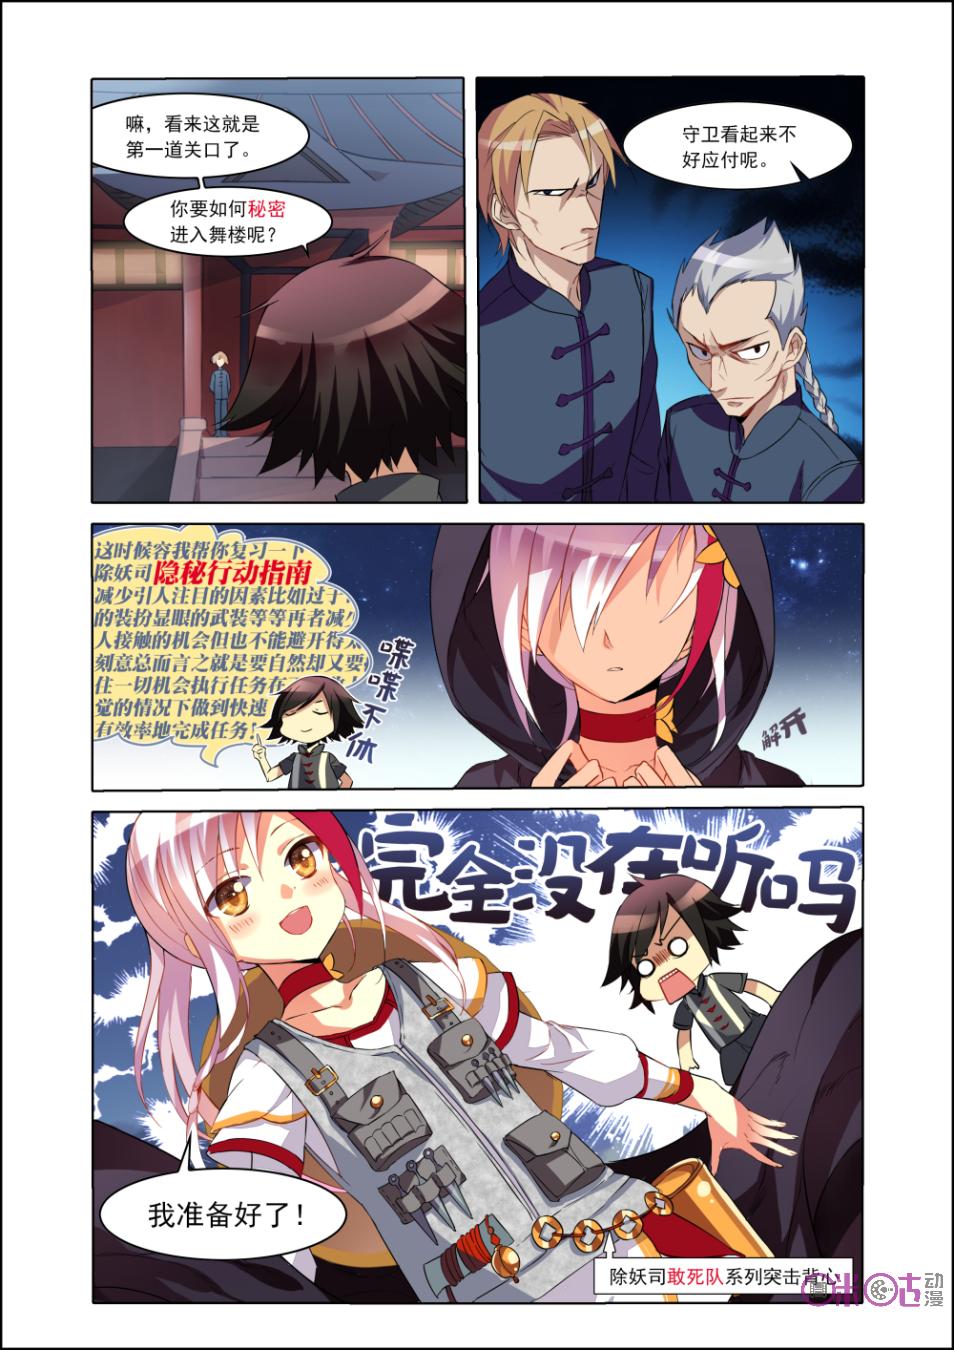 嘛，看来这就是
第一道关口了。
你要如何秘密
进入舞楼呢？
守卫看起来不
好应付呢。
这时候容我帮你复习一下
除妖司隐秘行动指南
减少引人注目的因素比如过于
的装扮显眼的武装等等再者减少
人接触的机会但也不能避开得太
刻意总而言之就是要自然却又要
住一切机会执行任务在
觉的情况下做到快速
有效率地完成任务！
喋喋不休
解开
完全没在听吗
我准备好了！
除妖司敢死队系列突击背心
咪咕动漫